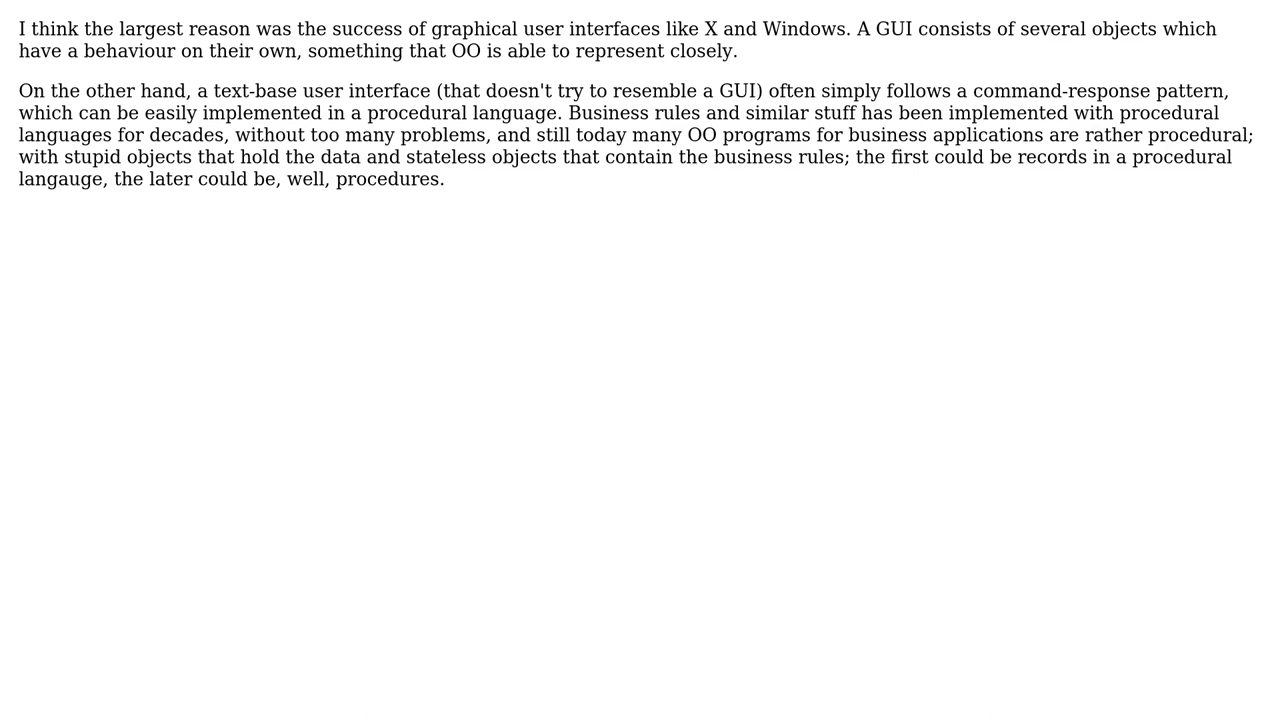 I think the largest reason was the success of graphical user interfaces like X and Windows. A GUI consists of several objects which
have a behaviour on their own, something that OO is able to represent closely.
On the other hand, a text-base user interface (that doesn't try to resemble a GUI) often simply follows a command-response pattern,
which can be easily implemented in a procedural language. Business rules and similar stuff has been implemented with procedural
languages for decades, without too many problems, and still today many OO programs for business applications are rather procedural;
with stupid objects that hold the data and stateless objects that contain the business rules; the first could be records in a procedural
langauge, the later could be, well, procedures.